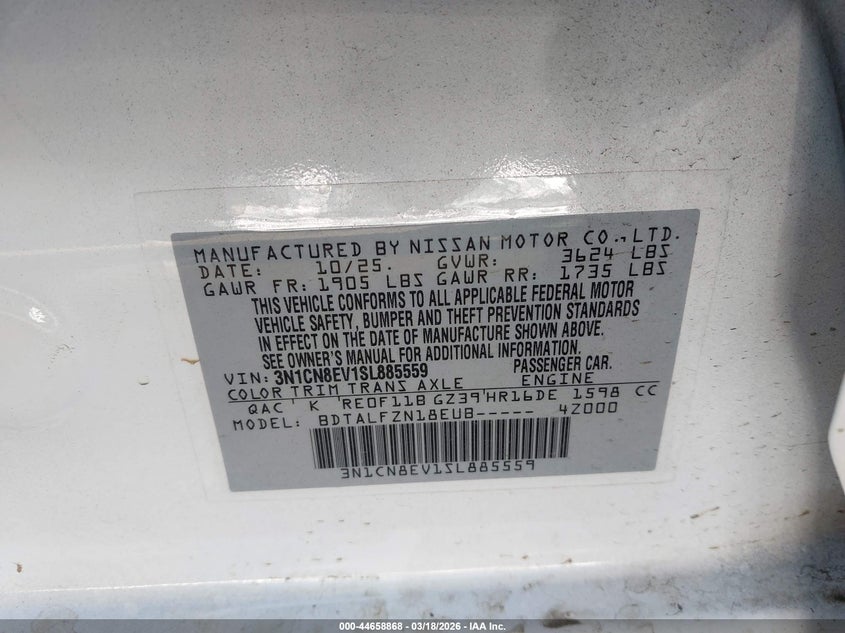 MANUFACTURED BY NISSAN MOTOR CO., LTD.
DATE: 10/25. GVWR: 3624 LBS
GAWR FR: 1905 LBS GAWR RR: 1735 LBS
THIS VEHICLE CONFORMS TO ALL APPLICABLE FEDERAL MOTOR
VEHICLE SAFETY, BUMPER AND THEFT PREVENTION STANDARDS
IN EFFECT ON THE DATE OF MANUFACTURE SHOWN ABOVE.
SEE OWNER'S MANUAL FOR ADDITIONAL INFORMATION.
VIN: 3N1CN8EV1SL885559 PASSENGER CAR.
COLOR TRIM TRANS AXLE ENGINE
QAC ' K 'RE0F11B GZ39'HR16DE 1598 CC
MODEL: BDTALFZN18EUB----- 4Z000
3N1CN8EV1SL885559
000-44658868 - 03/18/2026 - IAA Inc.